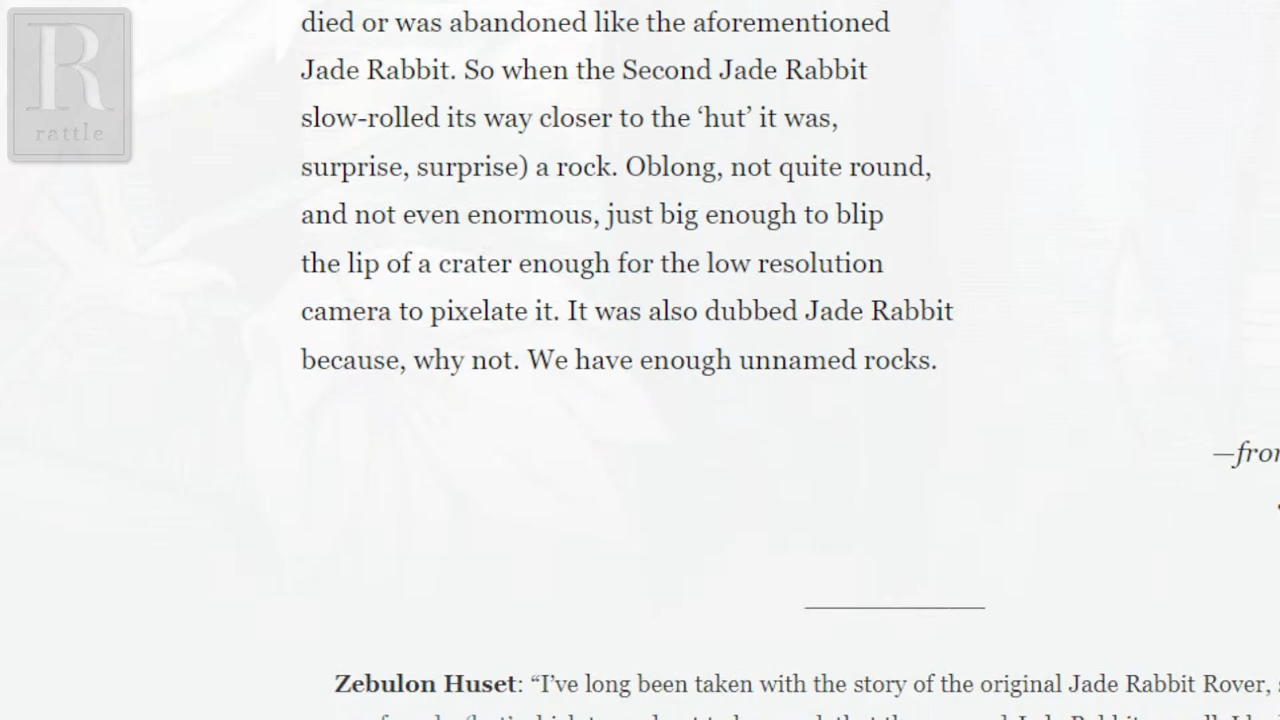 R
rattle
died or was abandoned like the aforementioned
Jade Rabbit. So when the Second Jade Rabbit
slow-rolled its way closer to the ‘hut’ it was,
surprise, surprise) a rock. Oblong, not quite round,
and not even enormous, just big enough to blip
the lip of a crater enough for the low resolution
camera to pixelate it. It was also dubbed Jade Rabbit
because, why not. We have enough unnamed rocks.
—from
Zebulon Huset: “I’ve long been taken with the story of the original Jade Rabbit Rover,